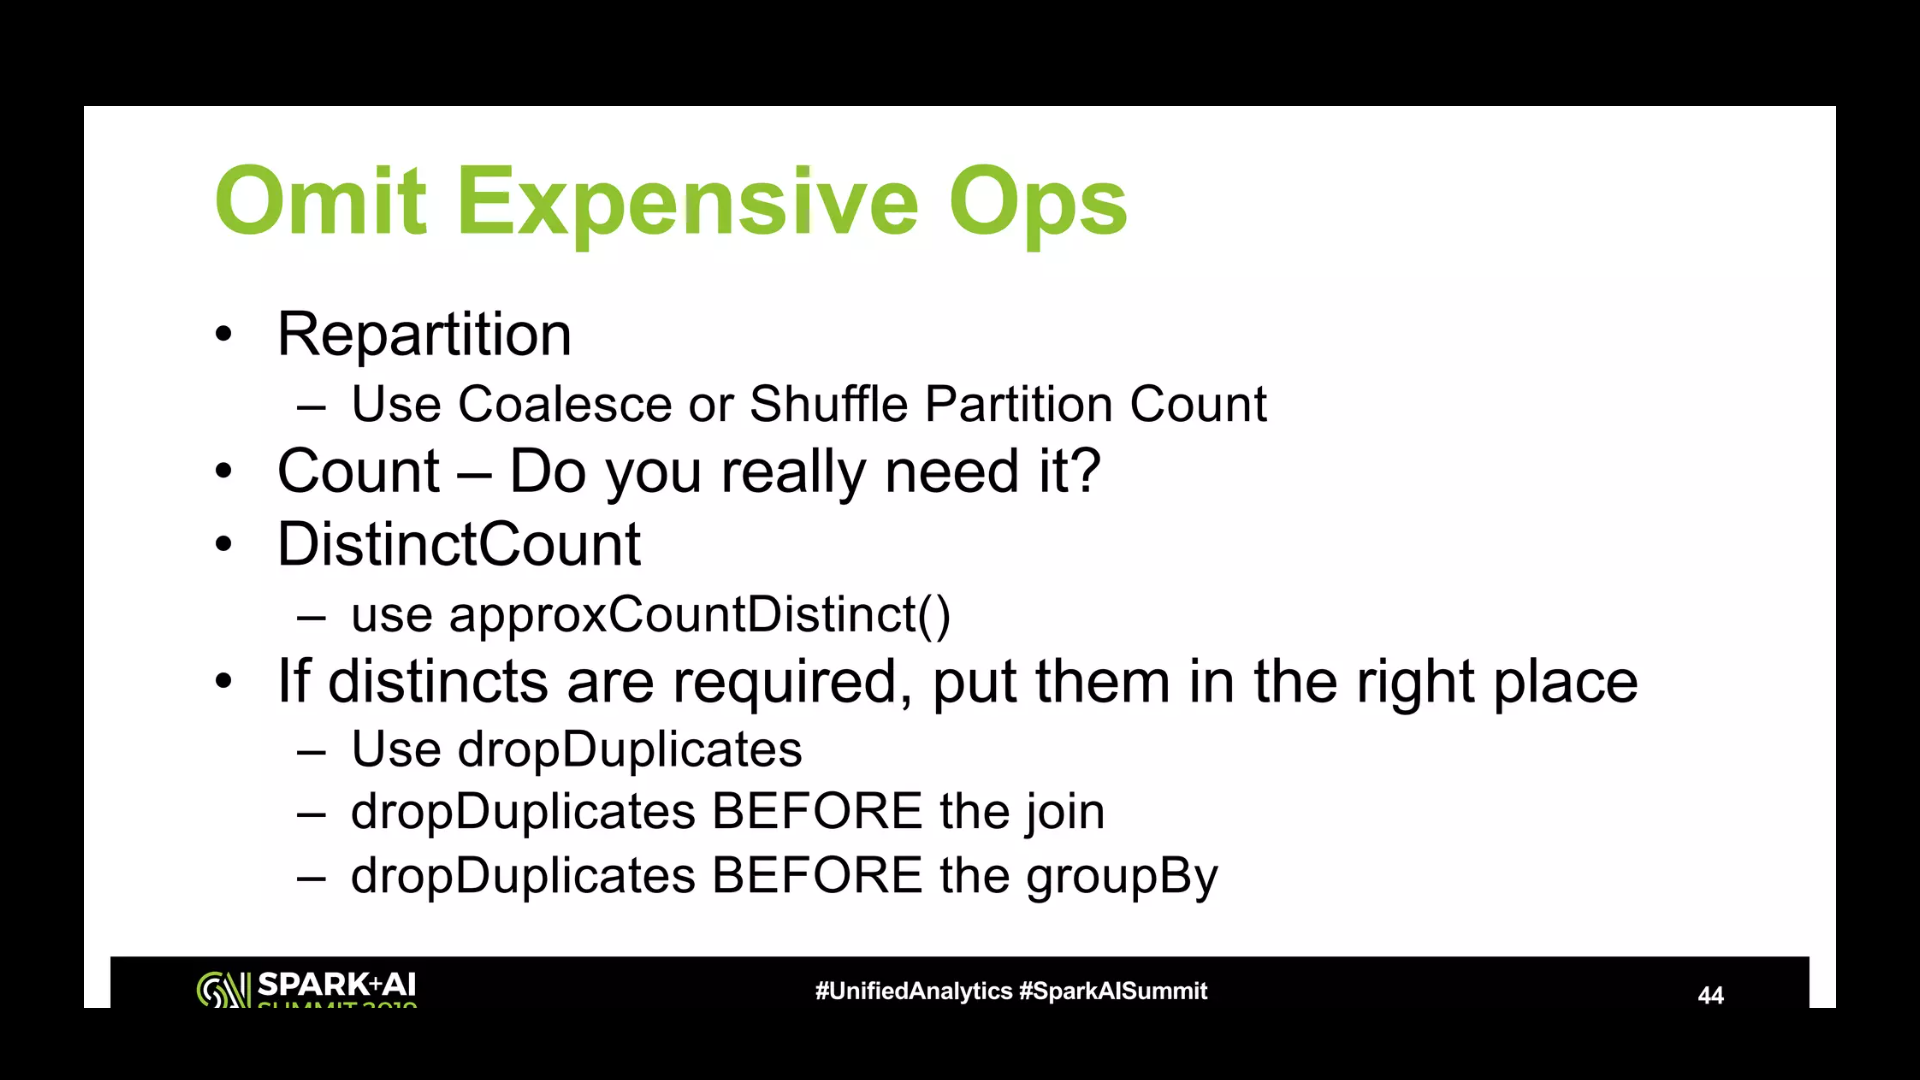 Omit Expensive Ops
• Repartition
– Use Coalesce or Shuffle Partition Count
• Count – Do you really need it?
• DistinctCount
– use approxCountDistinct()
• If distincts are required, put them in the right place
– Use dropDuplicates
– dropDuplicates BEFORE the join
– dropDuplicates BEFORE the groupBy
SPARK+AI
SUMMIT 2019
#UnifiedAnalytics #SparkAISummit
44